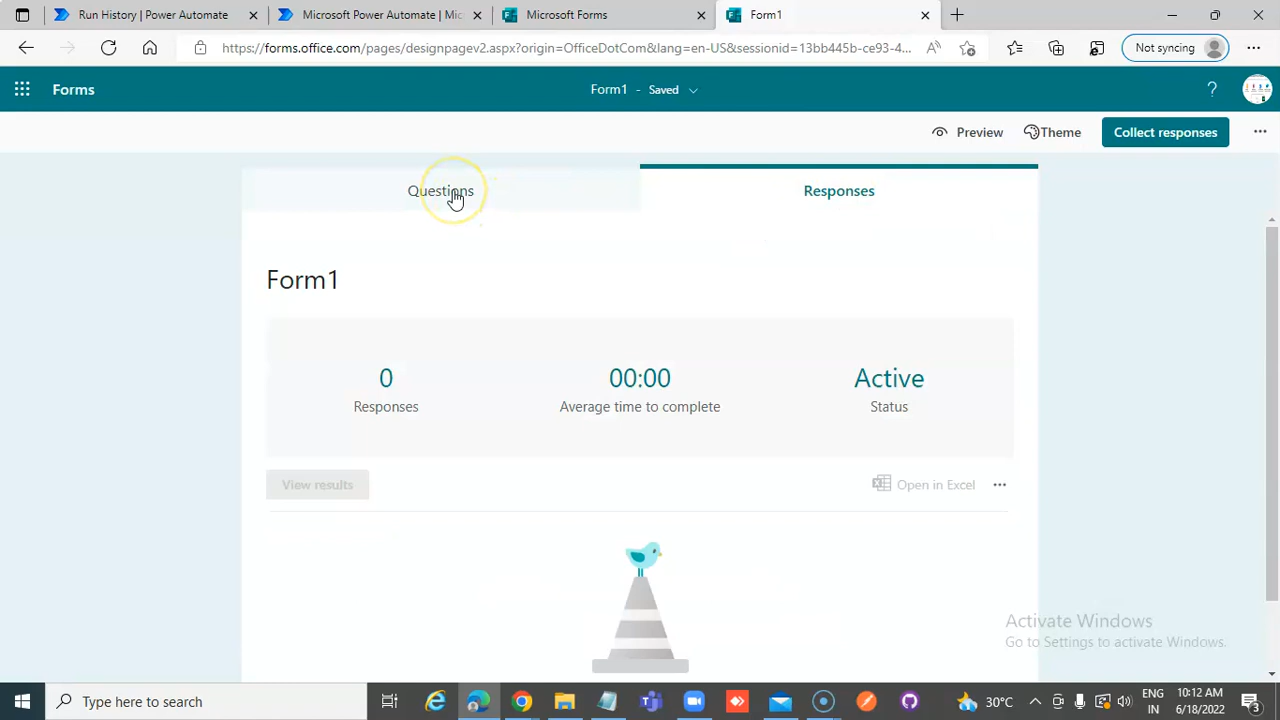 Run History | Power Automate
Microsoft Power Automate | Mic
Microsoft Forms
Form1
https://forms.office.com/pages/designpagev2.aspx?origin=OfficeDotCom&lang=en-US&sessionid=13bb445b-ce93-4...
Not syncing
Forms
Form1 - Saved
?
Preview
Theme
Collect responses
Questions
Responses
Form1
0
00:00
Active
Responses
Average time to complete
Status
View results
Open in Excel
Activate Windows
Go to Settings to activate Windows.
Type here to search
30°C
ENG
IN
10:12 AM
6/18/2022
3